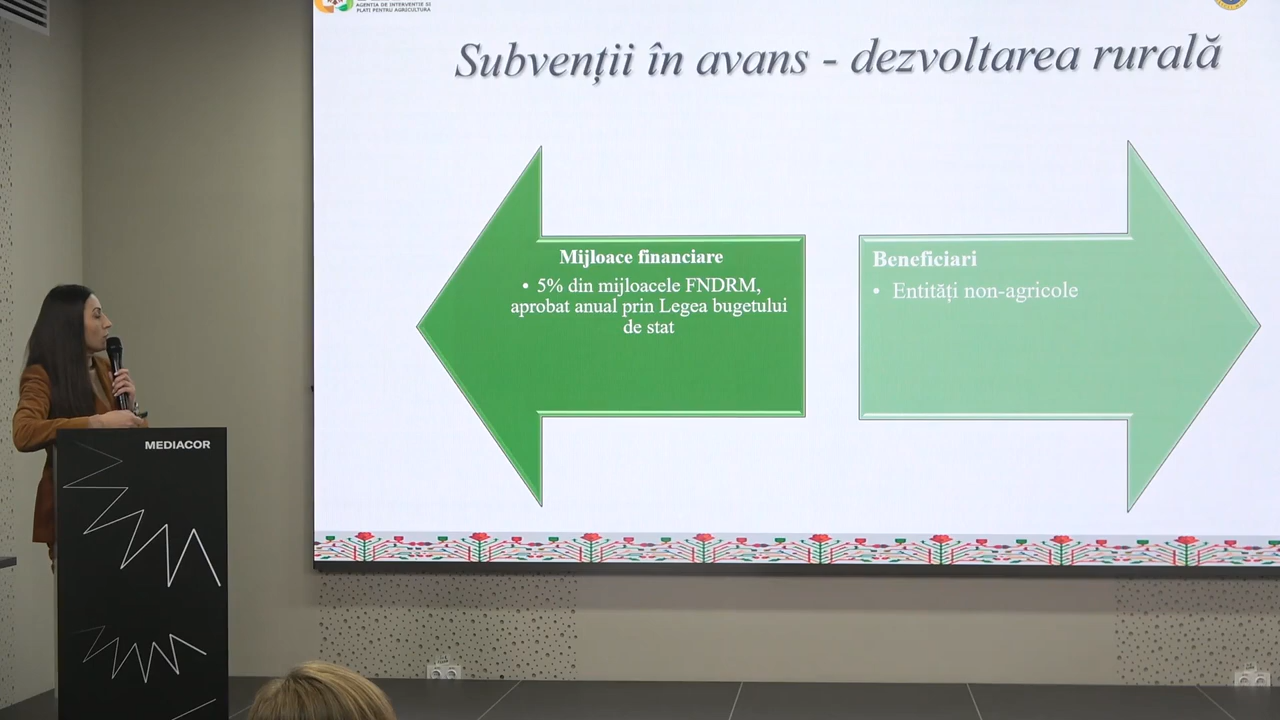 AGENȚIA DE INTERVENȚIE ȘI
PLĂȚI PENTRU AGRICULTURĂ
Subvenții în avans - dezvoltarea rurală
Mijloace financiare
• 5% din mijloacele FNDRM,
aprobat anual prin Legea bugetului
de stat
Beneficiari
• Entități non-agricole
MEDIACOR